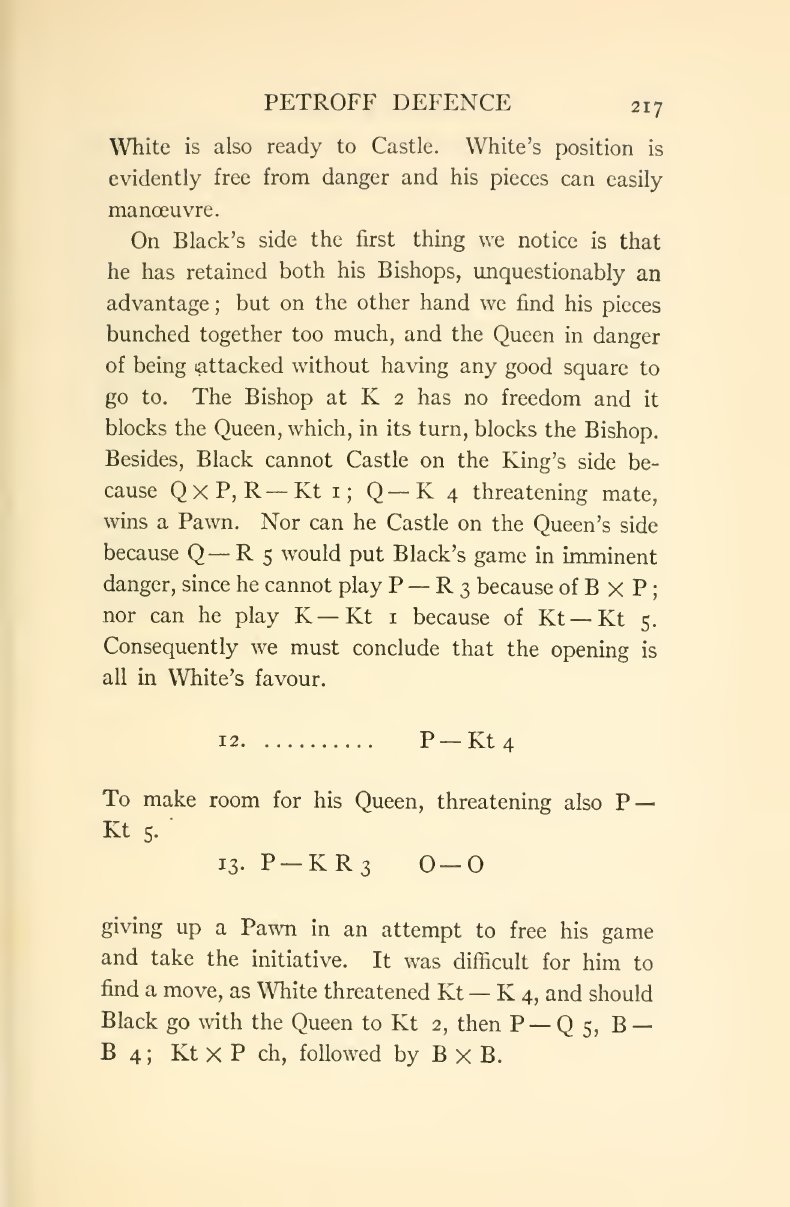 PETROFF DEFENCE 217
White is also ready to Castle. White's position is
evidently free from danger and his pieces can easily
manœuvre.
On Black's side the first thing we notice is that
he has retained both his Bishops, unquestionably an
advantage; but on the other hand we find his pieces
bunched together too much, and the Queen in danger
of being attacked without having any good square to
go to. The Bishop at K 2 has no freedom and it
blocks the Queen, which, in its turn, blocks the Bishop.
Besides, Black cannot Castle on the King's side be-
cause Q × P, R — Kt 1; Q — K 4 threatening mate,
wins a Pawn. Nor can he Castle on the Queen's side
because Q — R 5 would put Black's game in imminent
danger, since he cannot play P — R 3 because of B × P;
nor can he play K — Kt 1 because of Kt — Kt 5.
Consequently we must conclude that the opening is
all in White's favour.
12. .......... P — Kt 4
To make room for his Queen, threatening also P —
Kt 5.
13. P — K R 3 O — O
giving up a Pawn in an attempt to free his game
and take the initiative. It was difficult for him to
find a move, as White threatened Kt — K 4, and should
Black go with the Queen to Kt 2, then P — Q 5, B —
B 4; Kt × P ch, followed by B × B.